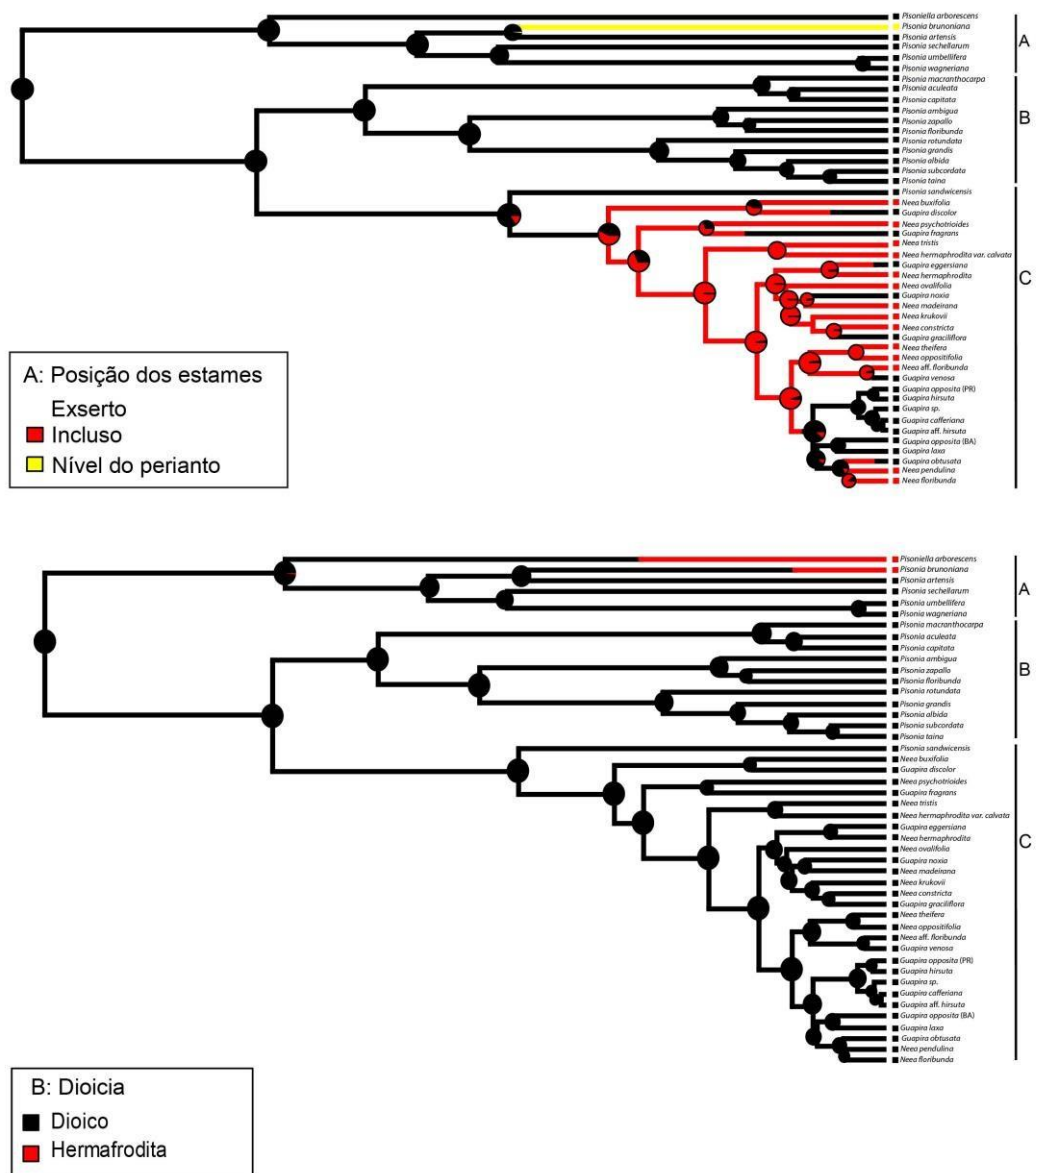 Pisoniella arborescens
Pisonia brunoniana
Pisonia artensis
Pisonia sechellarum
Pisonia umbellifera
Pisonia wagneriana
A
Pisonia macranthocarpa
Pisonia aculeata
Pisonia capitata
Pisonia ambigua
Pisonia zapallo
Pisonia floribunda
Pisonia rotundata
Pisonia grandis
Pisonia albida
Pisonia subcordata
Pisonia taina
B
Pisonia sandwicensis
Neea buxifolia
Guapira discolor
Neea psychotrioides
Guapira fragrans
Neea tristis
Neea hermaphrodita var. calvata
Guapira eggersiana
Neea hermaphrodita
Neea ovalifolia
Guapira noxia
Neea madeirana
Neea krukovii
Neea constricta
Guapira graciliflora
Neea theifera
Neea oppositifolia
Neea aff. floribunda
Guapira venosa
Guapira opposita (PR)
Guapira hirsuta
Guapira sp.
Guapira cafferiana
Guapira aff. hirsuta
Guapira opposita (BA)
Guapira laxa
Guapira obtusata
Neea pendulina
Neea floribunda
C
A: Posição dos estames
Exserto
Incluso
Nível do perianto
Pisoniella arborescens
Pisonia brunoniana
Pisonia artensis
Pisonia sechellarum
Pisonia umbellifera
Pisonia wagneriana
A
Pisonia macranthocarpa
Pisonia aculeata
Pisonia capitata
Pisonia ambigua
Pisonia zapallo
Pisonia floribunda
Pisonia rotundata
Pisonia grandis
Pisonia albida
Pisonia subcordata
Pisonia taina
B
Pisonia sandwicensis
Neea buxifolia
Guapira discolor
Neea psychotrioides
Guapira fragrans
Neea tristis
Neea hermaphrodita var. calvata
Guapira eggersiana
Neea hermaphrodita
Neea ovalifolia
Guapira noxia
Neea madeirana
Neea krukovii
Neea constricta
Guapira graciliflora
Neea theifera
Neea oppositifolia
Neea aff. floribunda
Guapira venosa
Guapira opposita (PR)
Guapira hirsuta
Guapira sp.
Guapira cafferiana
Guapira aff. hirsuta
Guapira opposita (BA)
Guapira laxa
Guapira obtusata
Neea pendulina
Neea floribunda
C
B: Dioicia
Dioico
Hermafrodita